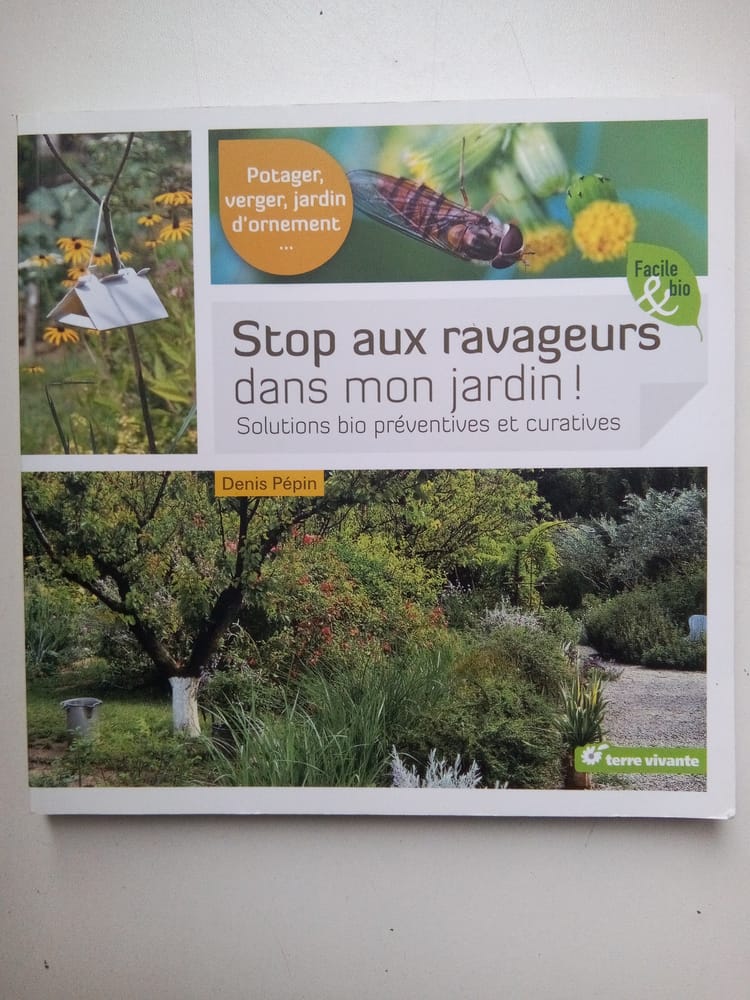 Potager,
verger, jardin
d'ornement
...
Facile
& bio
Stop aux ravageurs
dans mon jardin !
Solutions bio préventives et curatives
Denis Pépin
terre vivante